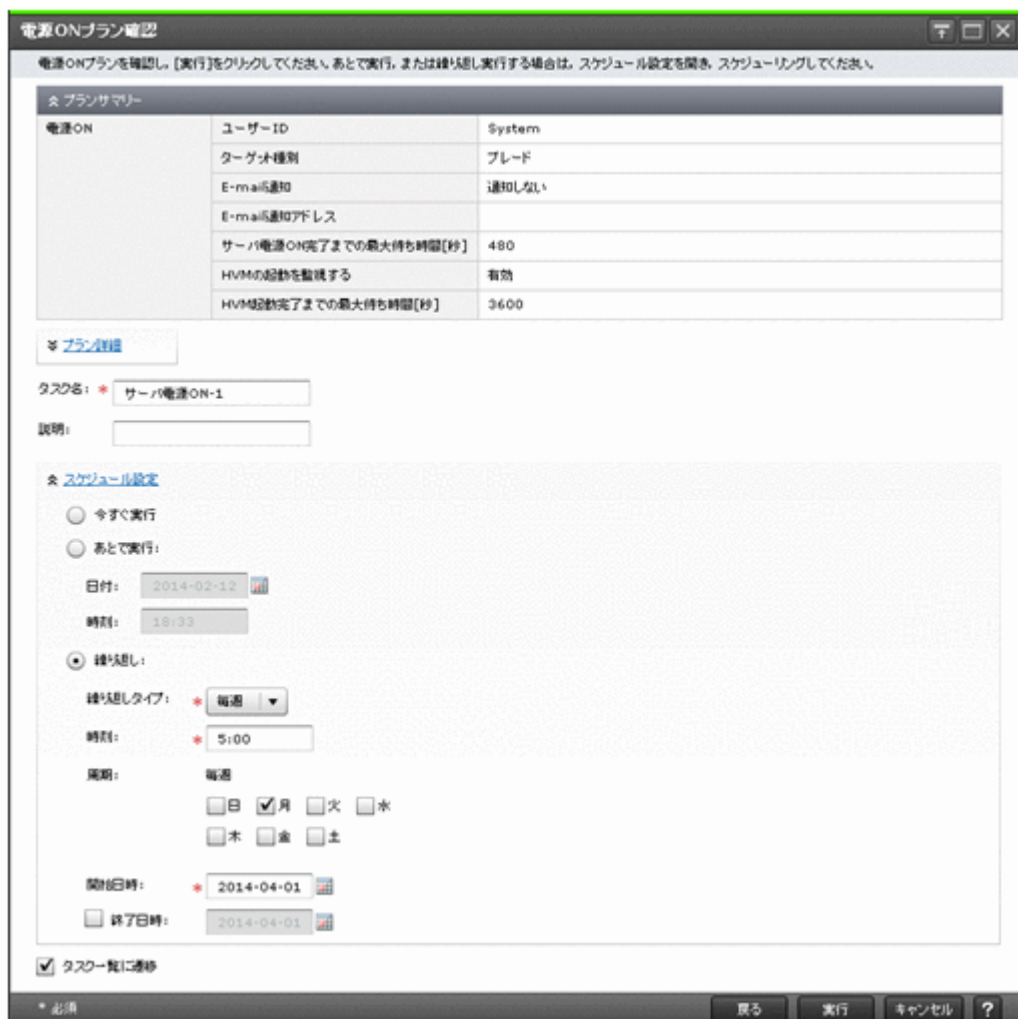 電源ONプラン確認
電源ONプランを確認し、[実行]をクリックしてください。あとで実行、または繰り返し実行する場合は、スケジュール設定を開き、スケジューリングしてください。
プランサマリー
電源ON ユーザーID System
ターゲット種別 ブレード
E-mail通知 通知しない
E-mail通知アドレス
サーバ電源ON完了までの最大待ち時間[秒] 480
HVMの起動を監視する 有効
HVM起動完了までの最大待ち時間[秒] 3600
プラン詳細
タスク名: * サーバ電源ON-1
説明:
スケジュール設定
今すぐ実行
あとで実行:
日付: 2014-02-12
時刻: 18:33
繰り返し:
繰り返しタイプ: * 毎週
時刻: * 5:00
周期: 毎週
日 月 火 水
木 金 土
開始日時: * 2014-04-01
終了日時: 2014-04-01
タスク一覧に遷移
* 必須 戻る 実行 キャンセル ?